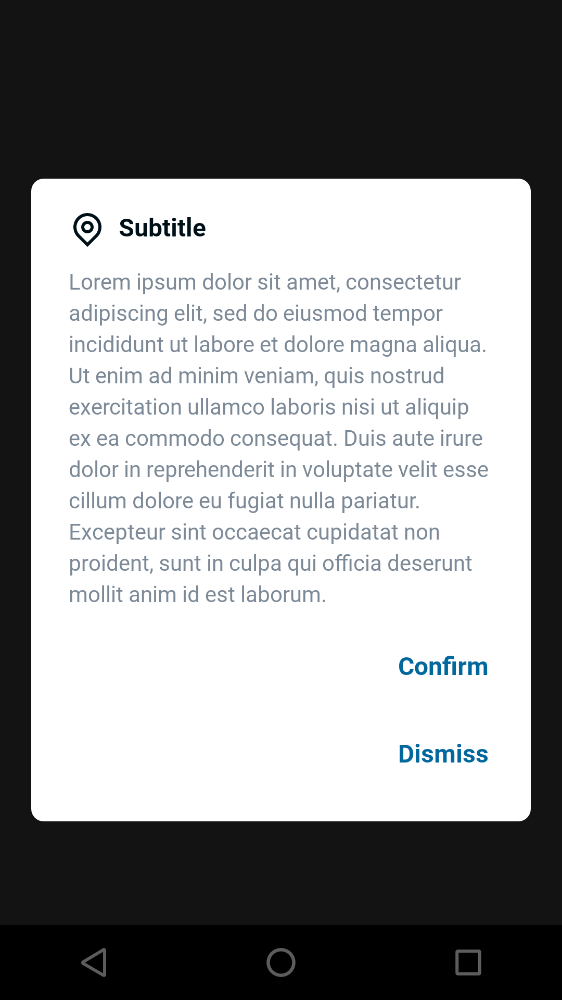 Subtitle
Lorem ipsum dolor sit amet, consectetur
adipiscing elit, sed do eiusmod tempor
incididunt ut labore et dolore magna aliqua.
Ut enim ad minim veniam, quis nostrud
exercitation ullamco laboris nisi ut aliquip
ex ea commodo consequat. Duis aute irure
dolor in reprehenderit in voluptate velit esse
cillum dolore eu fugiat nulla pariatur.
Excepteur sint occaecat cupidatat non
proident, sunt in culpa qui officia deserunt
mollit anim id est laborum.
Confirm
Dismiss